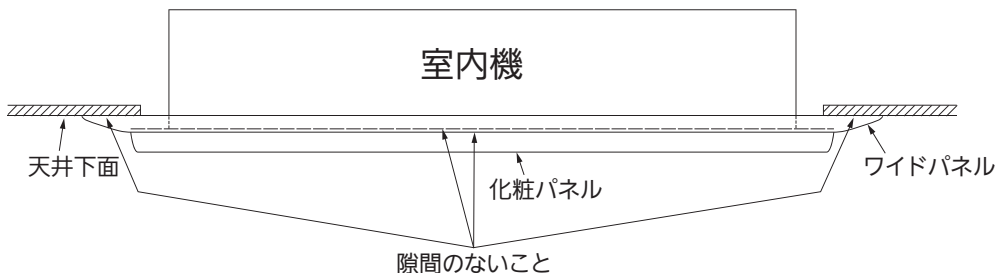 室内機
天井下面
ワイドパネル
化粧パネル
隙間のないこと